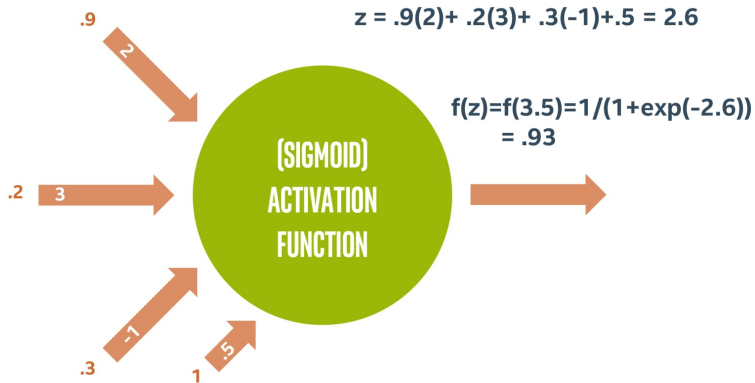 .9
z = .9(2)+ .2(3)+ .3(-1)+.5 = 2.6
2
f(z)=f(3.5)=1/(1+exp(-2.6))
= .93
(SIGMOID)
ACTIVATION
FUNCTION
.2
3
-1
.3
.5
1